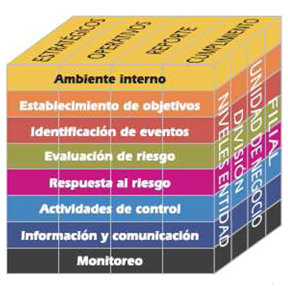 ESTRATÉGICOS
OPERATIVOS
REPORTE
CUMPLIMIENTO
Ambiente interno
Establecimiento de objetivos
Identificación de eventos
Evaluación de riesgo
Respuesta al riesgo
Actividades de control
Información y comunicación
Monitoreo
NIVELES ENTIDAD
DIVISIÓN
UNIDAD DE NEGOCIO
FILIAL